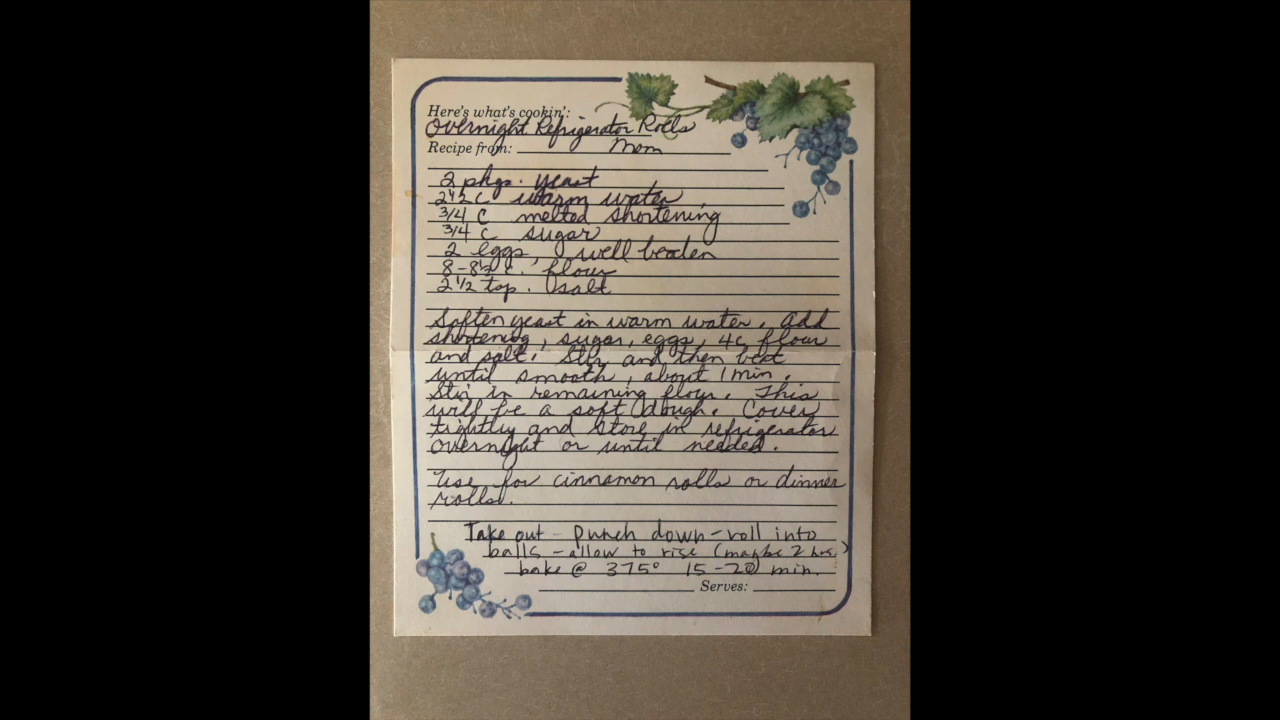 Here's what's cookin':
Overnight Refrigerator Rolls
Recipe from: Mom
2 pkgs. yeast
2 1/2 C warm water
3/4 C melted shortening
3/4 c sugar
2 eggs, well beaten
8-8 1/2 c. flour
2 1/2 tsp. salt
Soften yeast in warm water. Add
shortening, sugar, eggs, 4c flour
and salt. Stir and then beat
until smooth, about 1 min.
Stir in remaining flour. This
will be a soft dough. Cover
tightly and store in refrigerator
overnight or until needed.
Use for cinnamon rolls or dinner
rolls.
Take out - punch down - roll into
balls - allow to rise (maybe 2 hrs.)
bake @ 375° 15-20 min.
Serves: